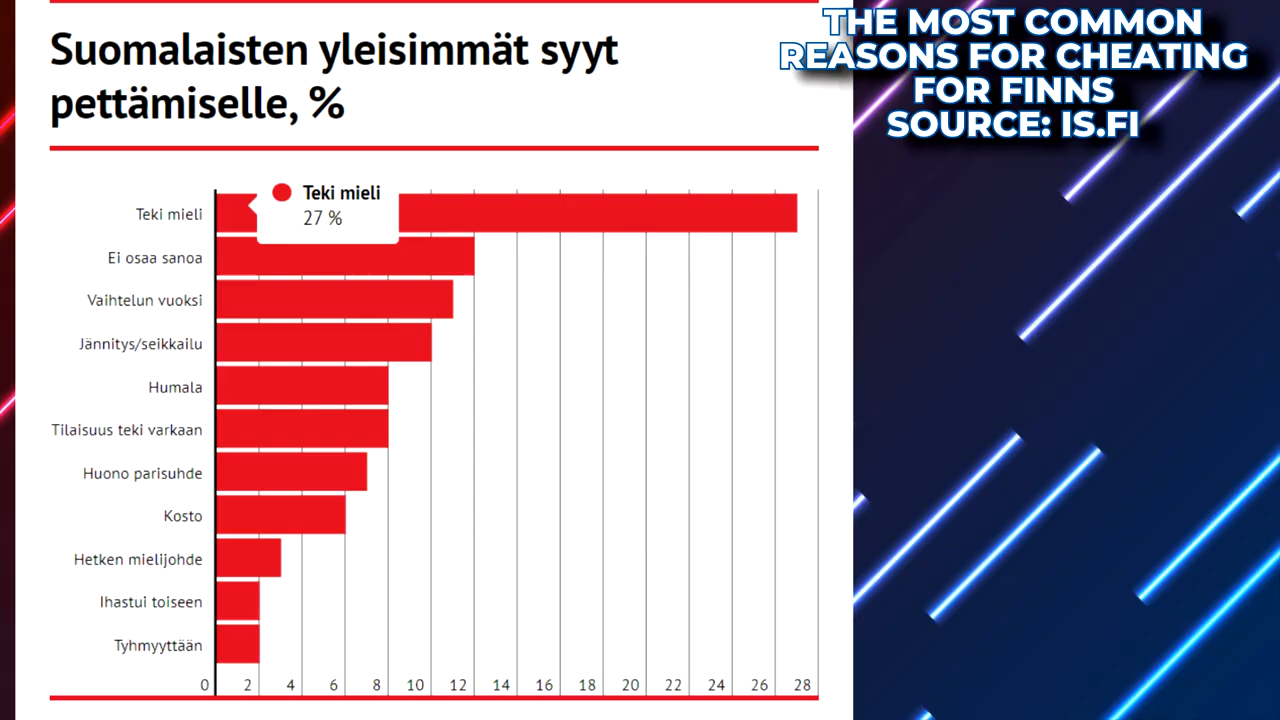 Suomalaisten yleisimmät syyt
pettämiselle, %
THE MOST COMMON
REASONS FOR CHEATING
FOR FINNS
SOURCE: IS.FI
Teki mieli
27 %
Teki mieli
Ei osaa sanoa
Vaihtelun vuoksi
Jännitys/seikkailu
Humala
Tilaisuus teki varkaan
Huono parisuhde
Kosto
Hetken mielijohde
Ihastui toiseen
Tyhmyyttään
0 2 4 6 8 10 12 14 16 18 20 22 24 26 28